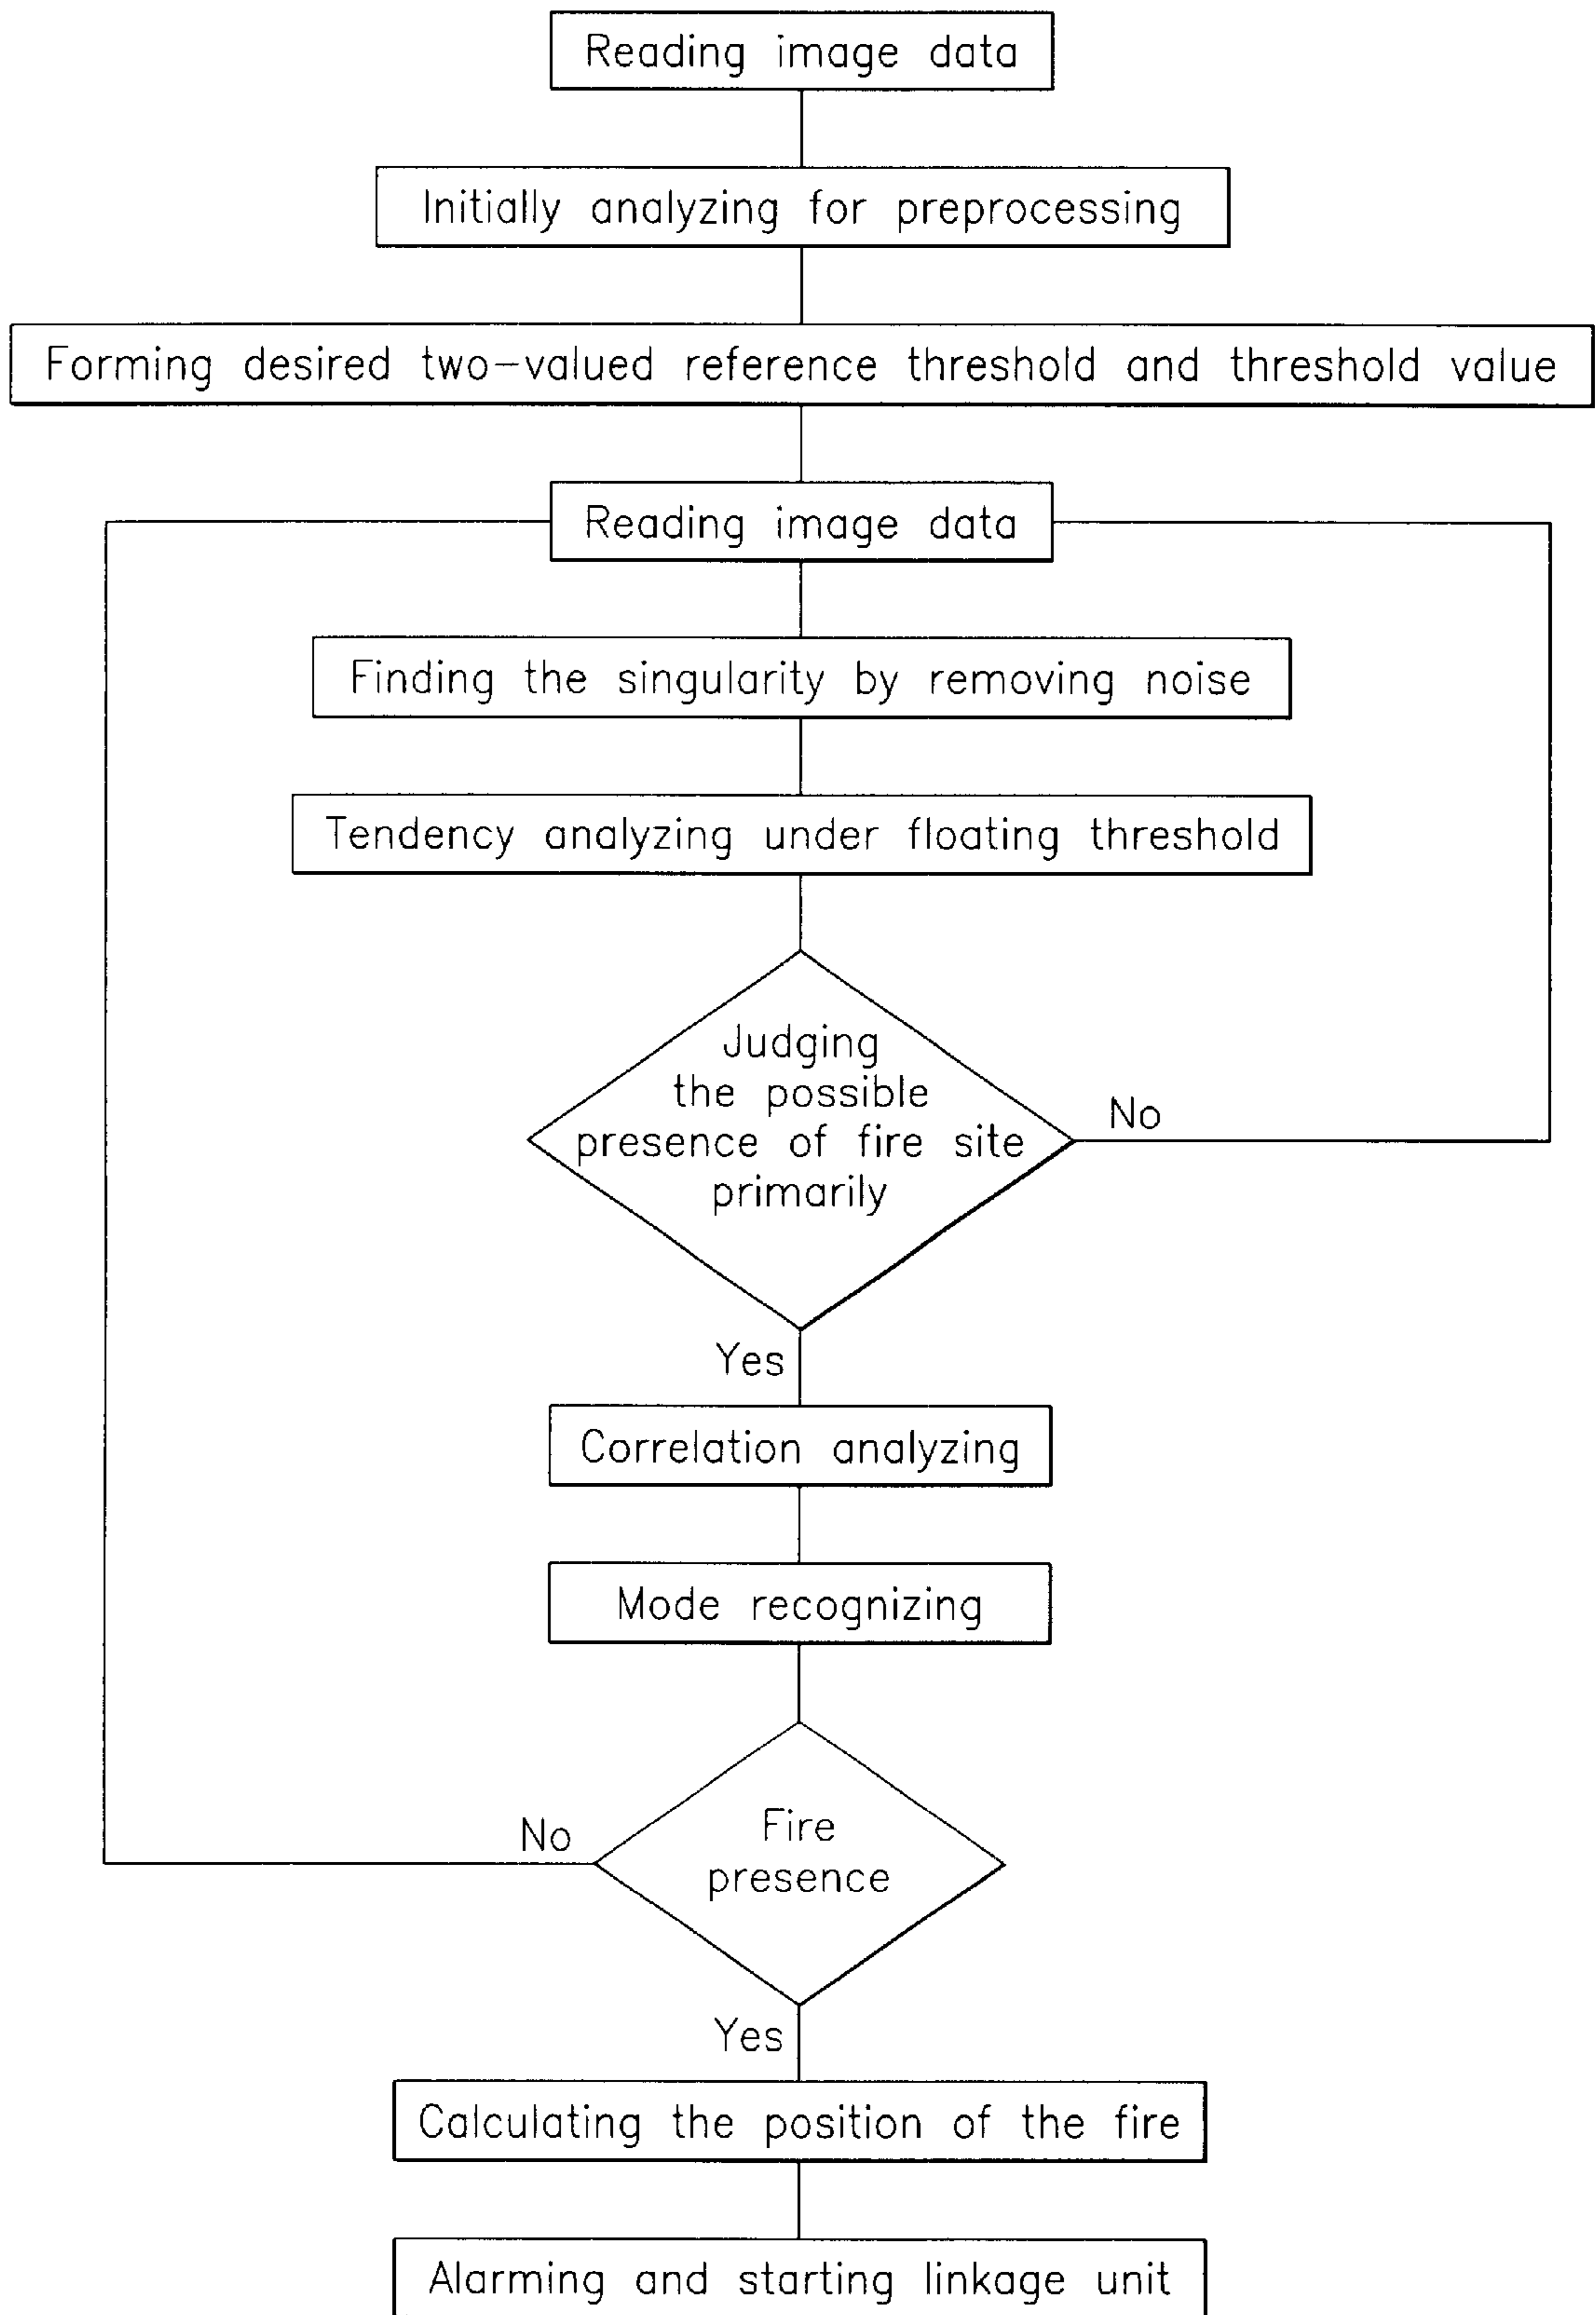 Reading image data
Initially analyzing for preprocessing
Forming desired two-valued reference threshold and threshold value
Reading image data
Finding the singularity by removing noise
Tendency analyzing under floating threshold
Judging
the possible
presence of fire site
primarily
No
Yes
Correlation analyzing
Mode recognizing
Fire
presence
No
Yes
Calculating the position of the fire
Alarming and starting linkage unit